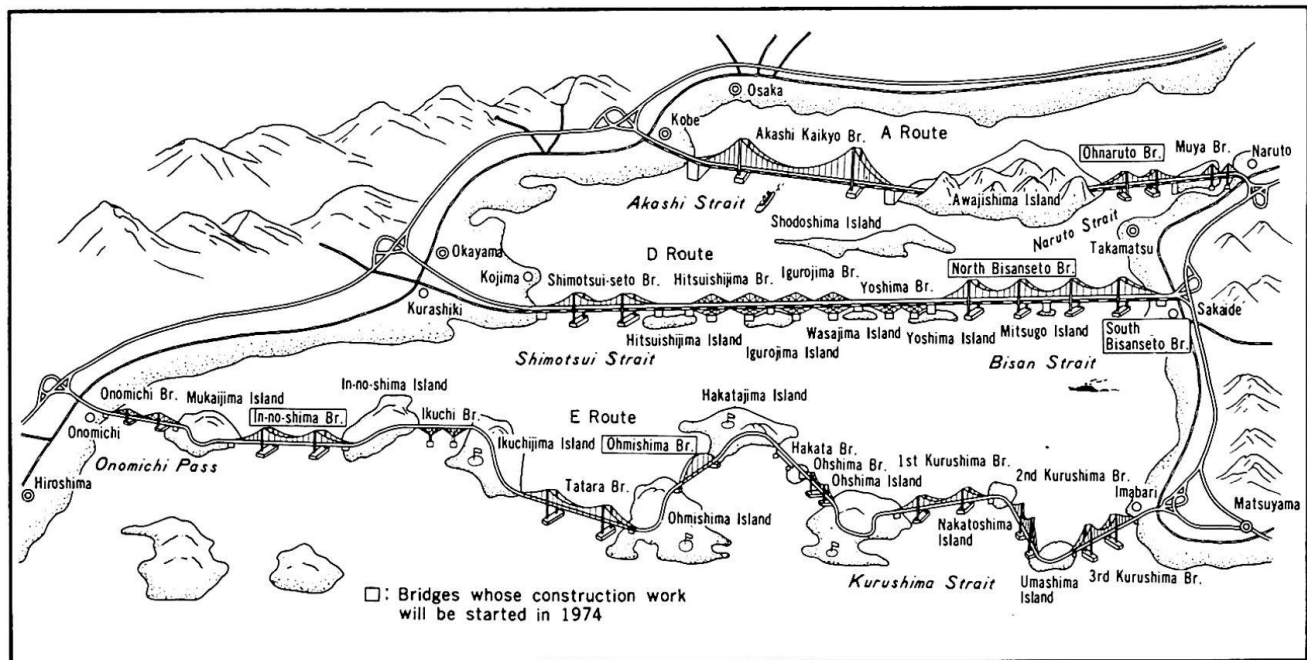 Osaka
Kobe
Akashi Kaikyo Br.
A Route
Ohnaruto Br.
Muya Br.
Naruto
Akashi Strait
Awajishima Island
Naruto Strait
Shodoshima Islahd
Takamatsu
Okayama
D Route
Kojima
Shimotsui-seto Br.
Hitsuishijima Br.
Igurojima Br.
Yoshima Br.
North Bisanseto Br.
Kurashiki
Sakaide
Hitsuishijima Island
Igurojima Island
Wasajima Island
Yoshima Island
Mitsugo Island
South
Bisanseto Br.
Shimotsui Strait
Bisan Strait
Onomichi Br.
Mukaijima Island
In-no-shima Island
In-no-shima Br.
Ikuchi Br.
E Route
Hakatajima Island
Onomichi
Onomichi Pass
Ikuchijima Island
Ohmishima Br.
Hakata Br.
Ohshima Br.
Ohshima Island
1st Kurushima Br.
2nd Kurushima Br.
Imabari
Hiroshima
Tatara Br.
Ohmishima Island
Nakatoshima
Island
Matsuyama
Kurushima Strait
Umashima
Island
3rd Kurushima Br.
: Bridges whose construction work
will be started in 1974